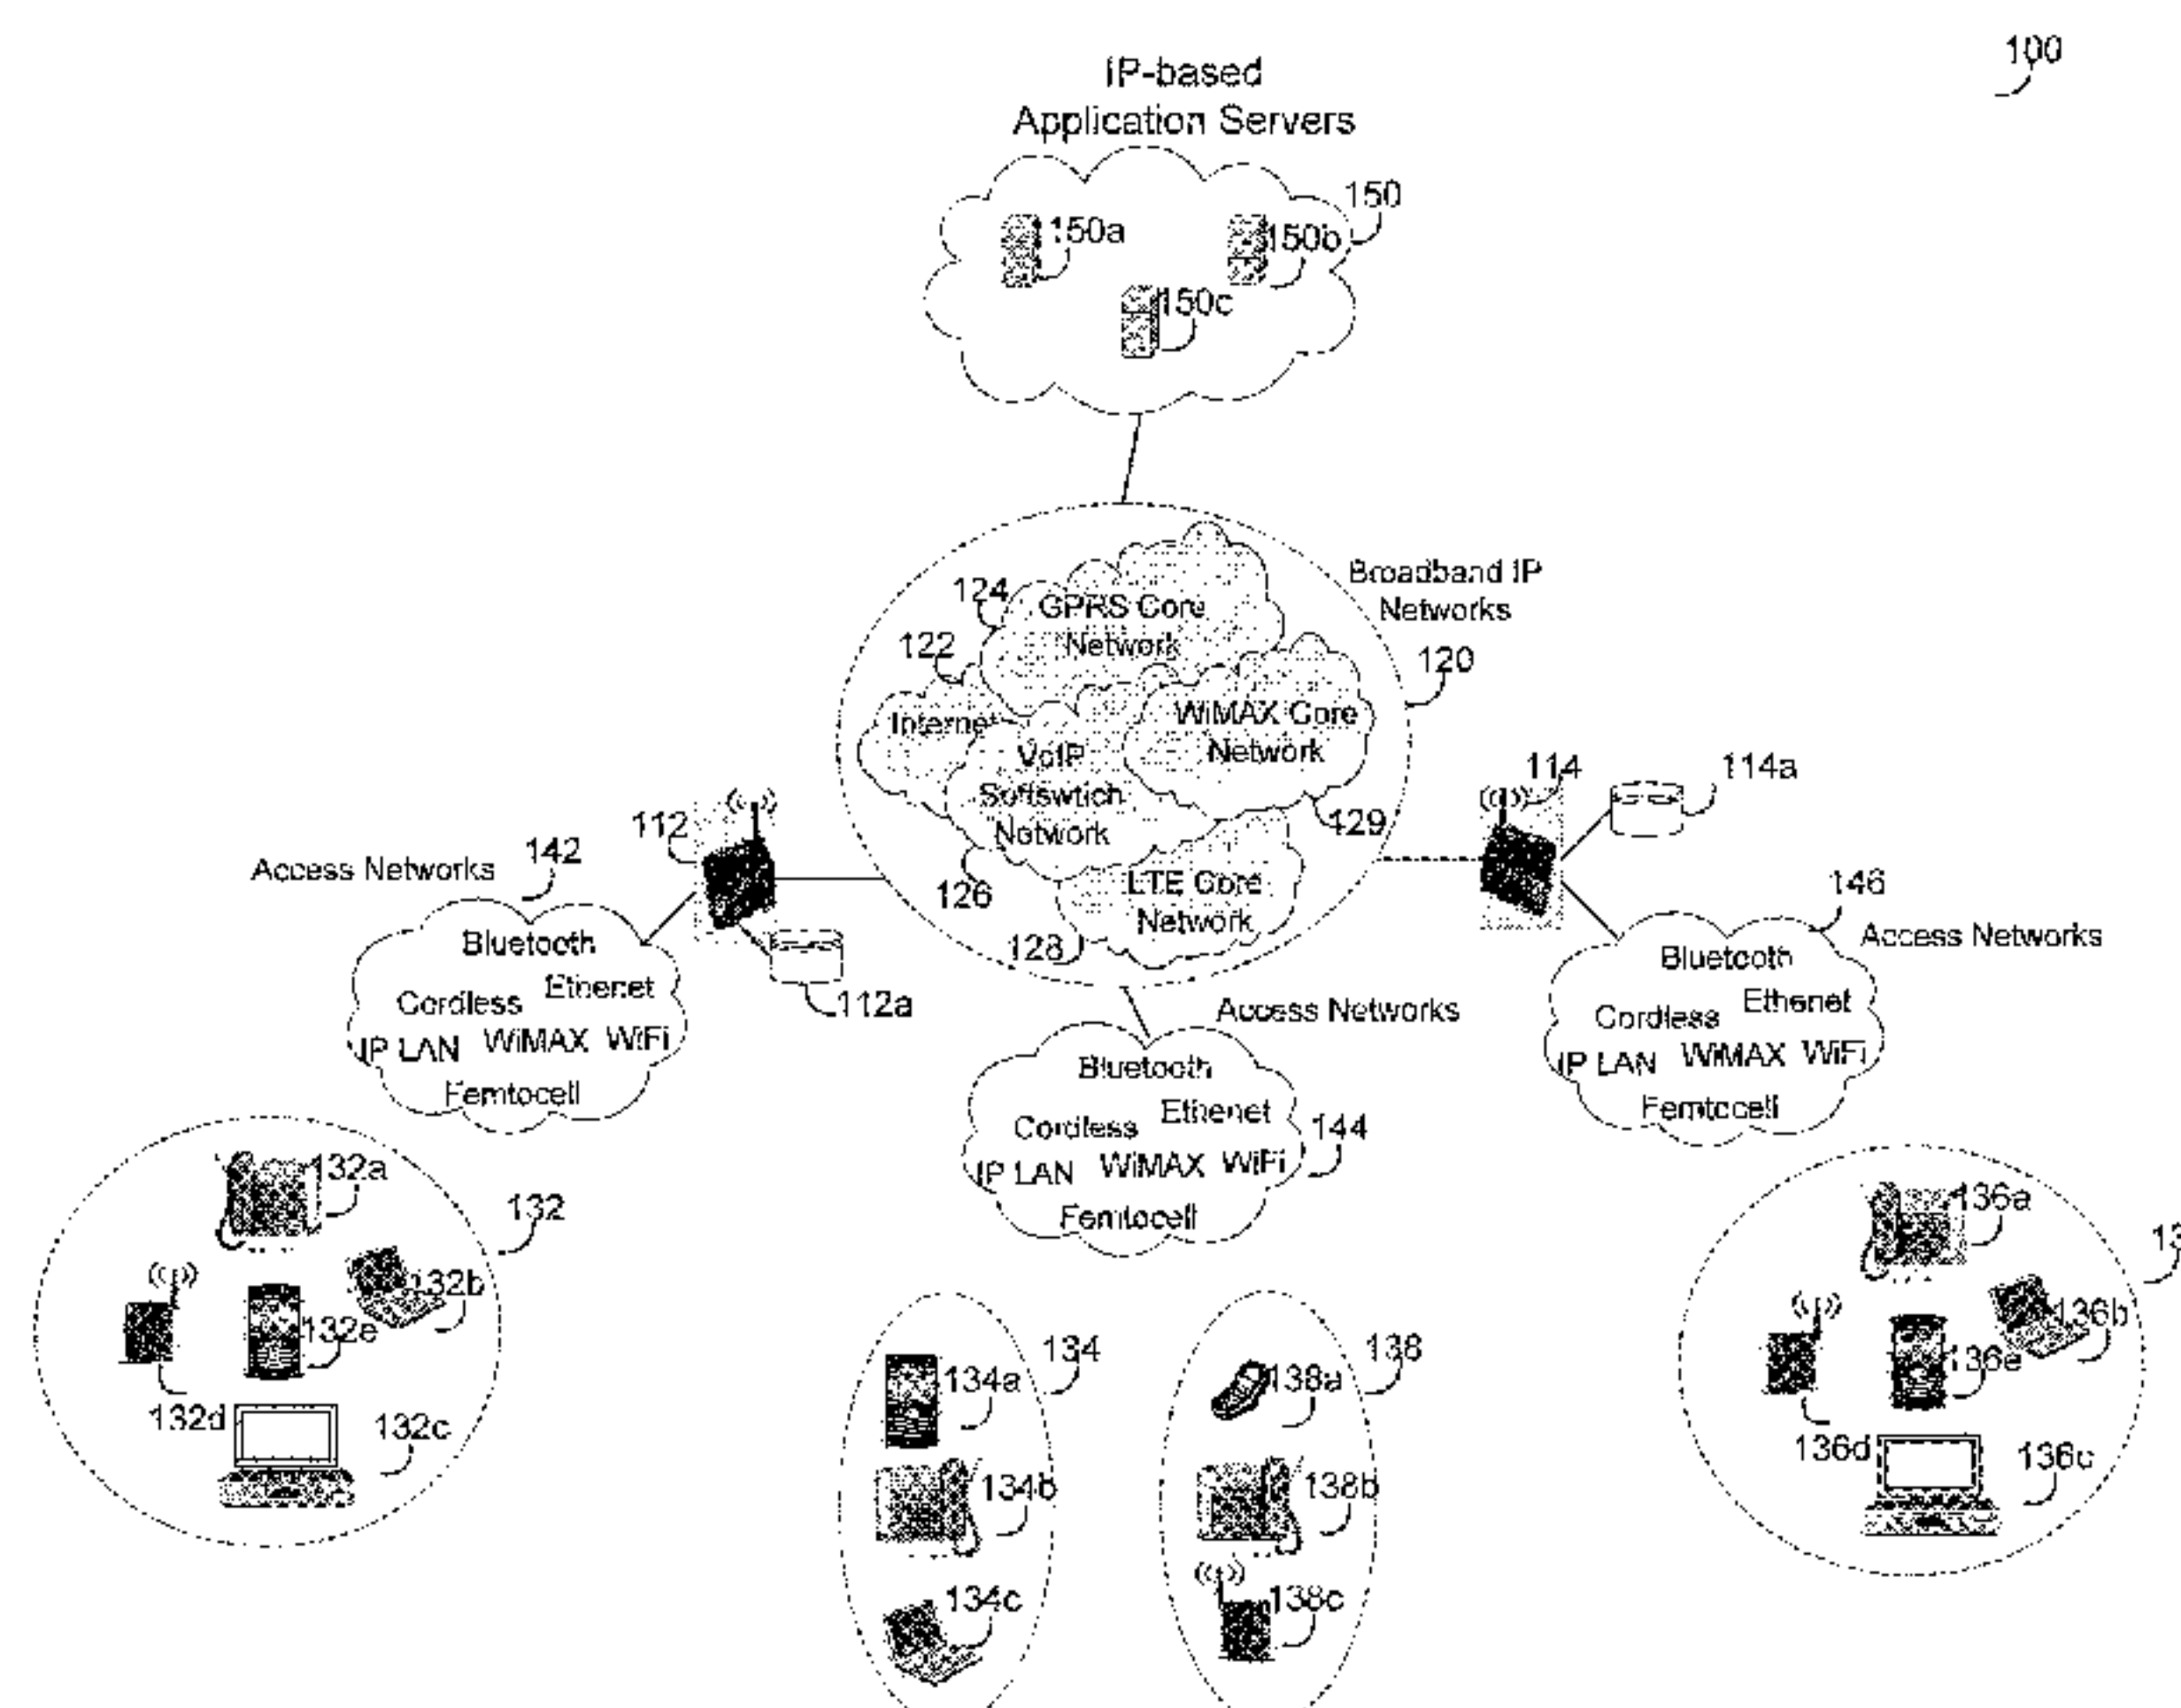 100
IP-based
Application Servers
150
150a
150b
150c
Broadband IP
Networks
124
GPRS Core
Network
122
120
Internet
WiMAX Core
Network
VoIP
Softswtich
Network
114
114a
112
129
142
Access Networks
126
LTE Core
Network
128
146
Access Networks
112a
Bluetooth
Cordless
Ethenet
IP LAN
WiMAX
WiFi
Femtocell
Access Networks
Bluetooth
Cordless
Ethenet
IP LAN
WiMAX
WiFi
Femtocell
144
Bluetooth
Cordless
Ethenet
IP LAN
WiMAX
WiFi
Femtocell
132a
132
132b
132e
132d
132c
134
134a
134b
134c
138
138a
138b
138c
136a
136b
136e
136d
136c